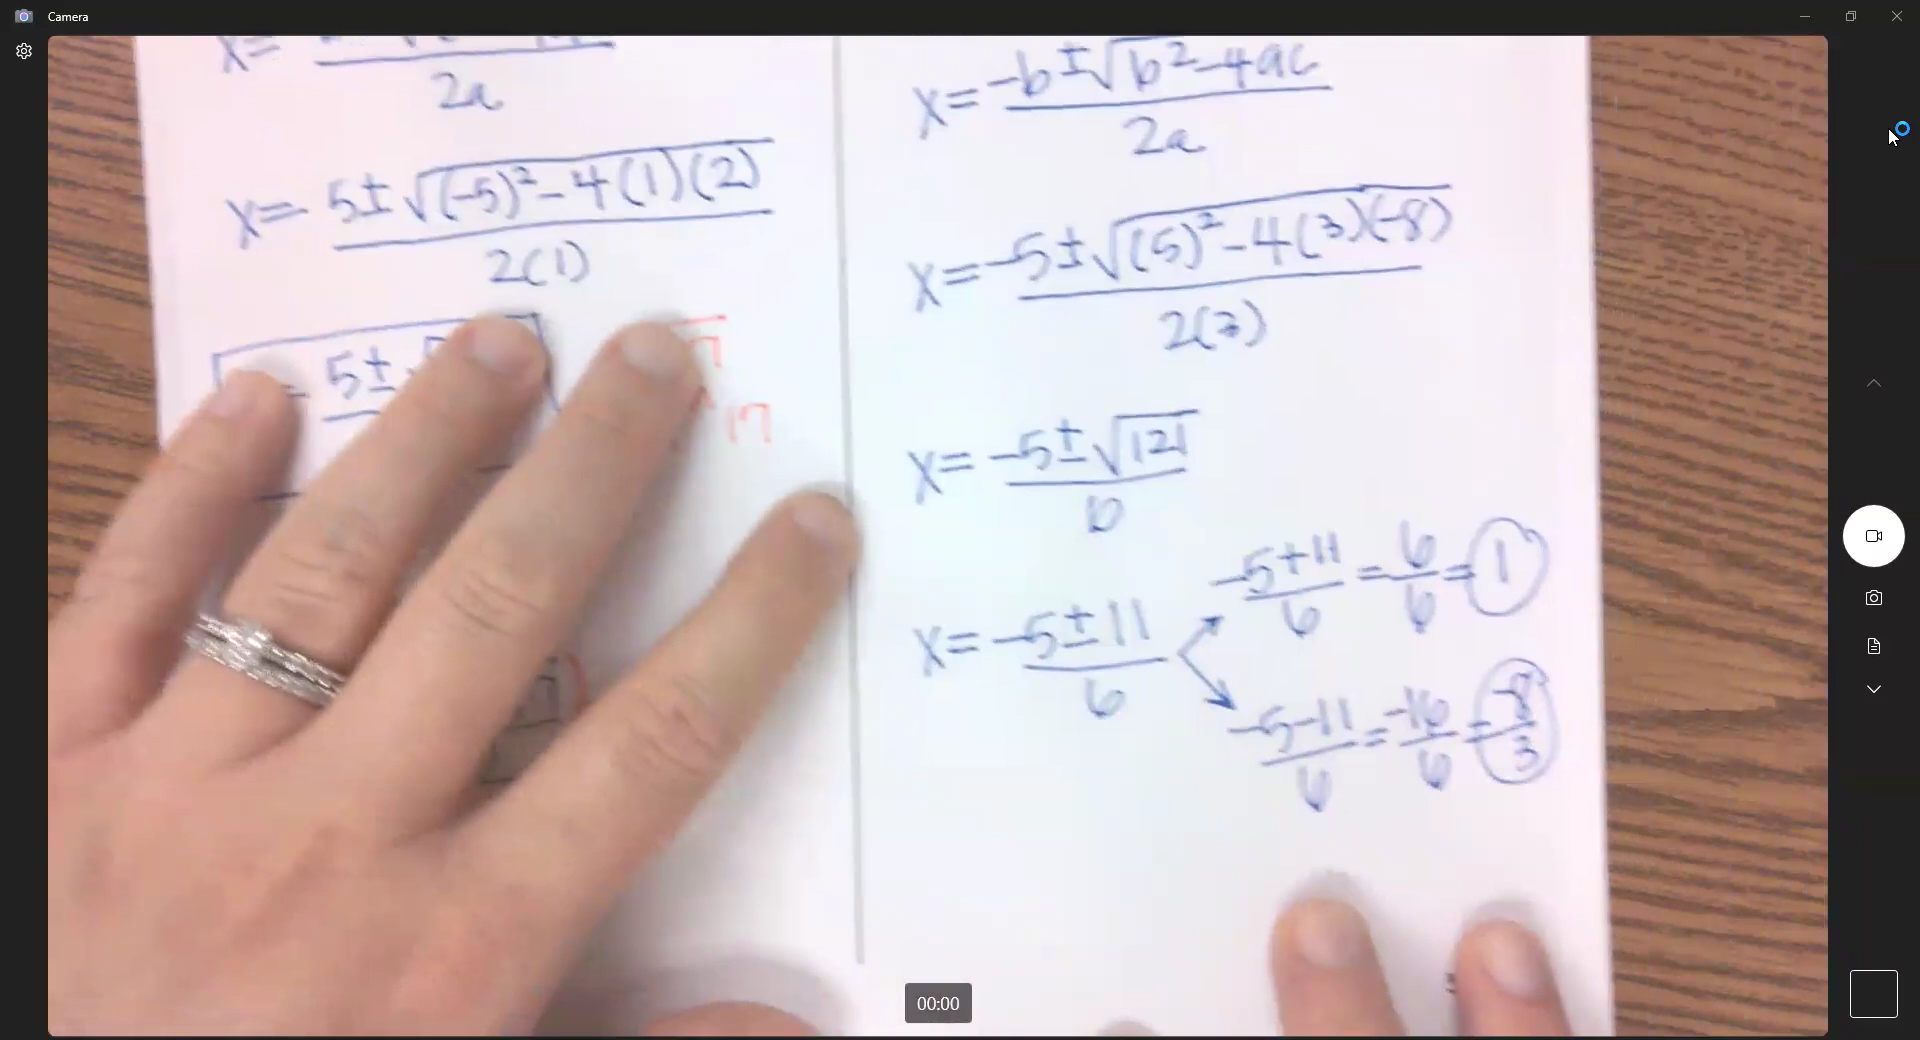 Camera
2a
x= 5±√(-5)²-4(1)(2)
2(1)
5±
17
x= -b±√b²-4ac
2a
x= -5±√(5)²-4(3)(-8)
2(3)
x= -5±√121
6
x= -5±11
6
-5+11 = 6 = 1
6 6
-5-11 = -16 = -8
6 6 3
00:00